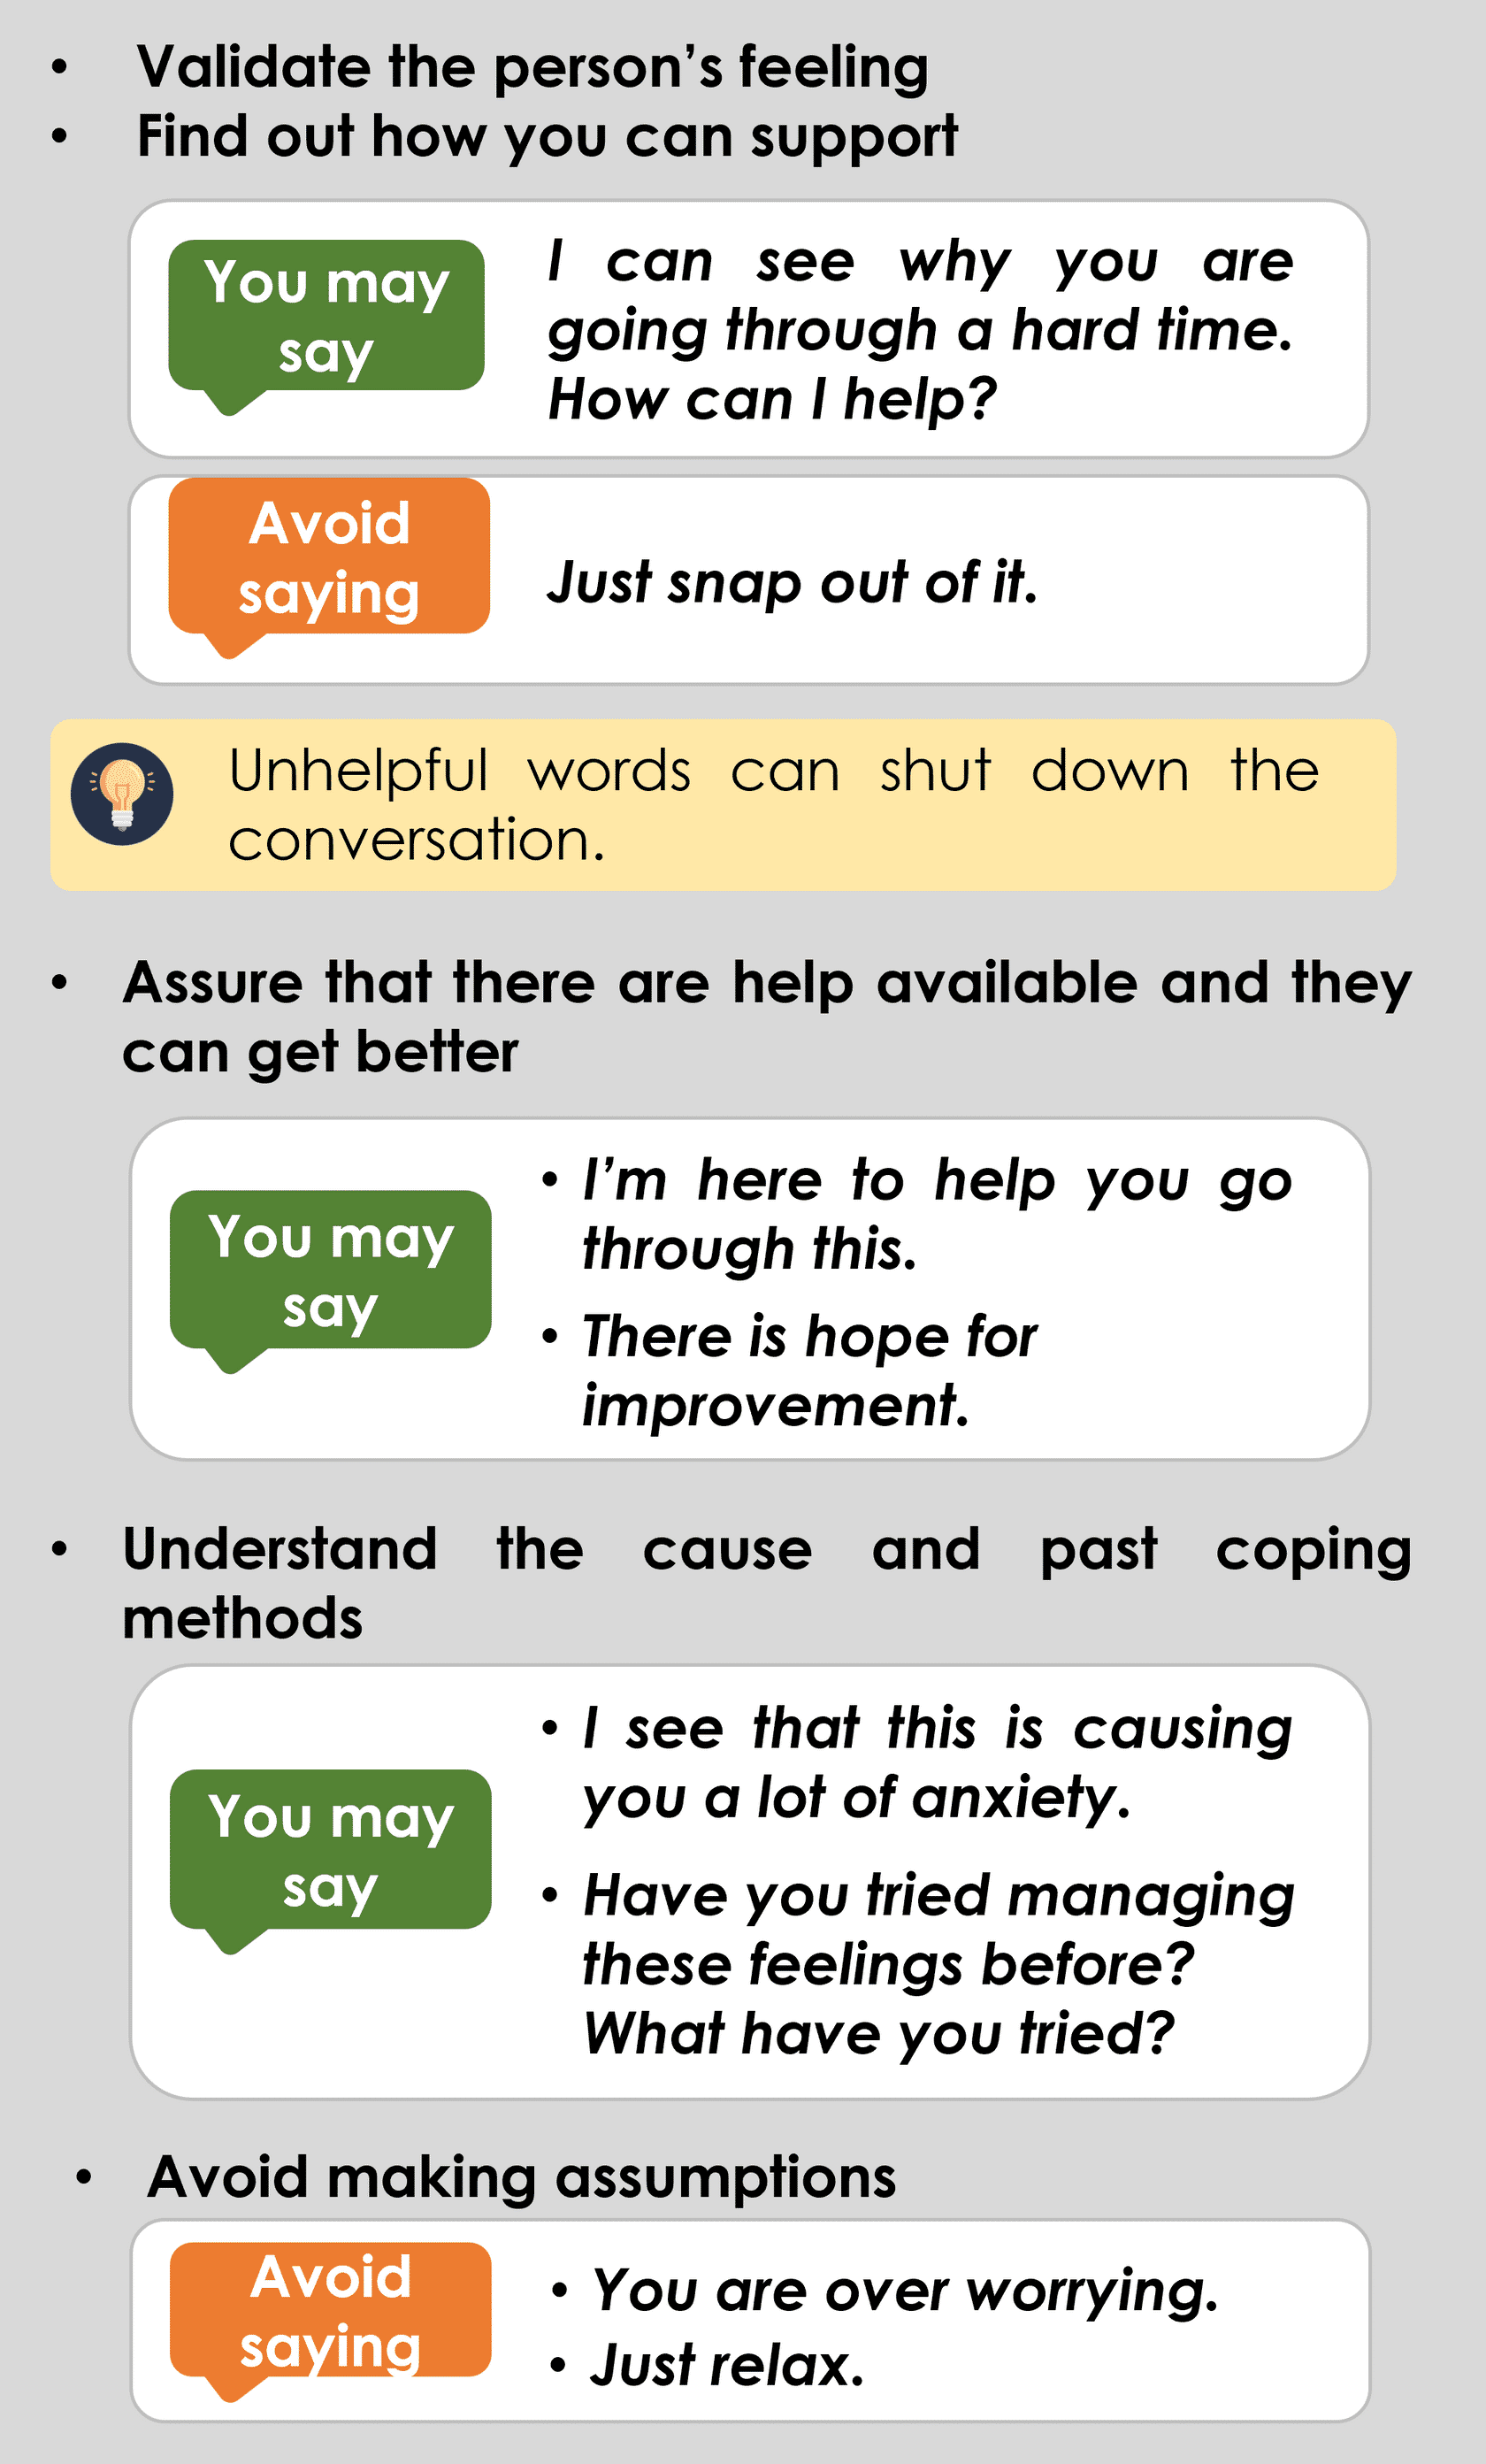 • Validate the person’s feeling
• Find out how you can support
You may
say
I can see why you are
going through a hard time.
How can I help?
Avoid
saying
Just snap out of it.
Unhelpful words can shut down the
conversation.
• Assure that there are help available and they
can get better
You may
say
• I’m here to help you go
through this.
• There is hope for
improvement.
• Understand the cause and past coping
methods
You may
say
• I see that this is causing
you a lot of anxiety.
• Have you tried managing
these feelings before?
What have you tried?
• Avoid making assumptions
Avoid
saying
• You are over worrying.
• Just relax.